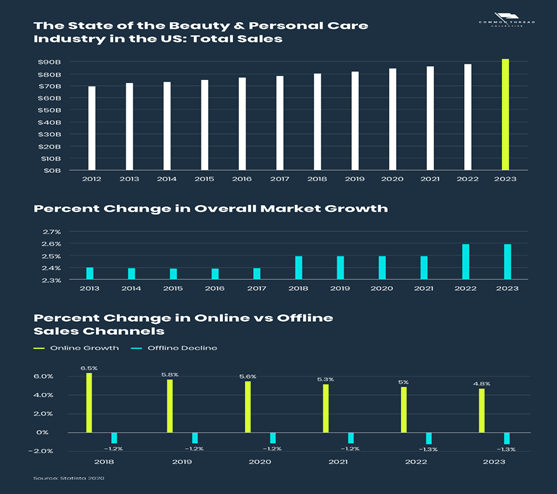 The State of the Beauty & Personal Care
Industry in the US: Total Sales
COMMON THREAD
COLLECTIVE
$90B
$80B
$70B
$60B
$50B
$40B
$30B
$20B
$10B
$0B
2012 2013 2014 2015 2016 2017 2018 2019 2020 2021 2022 2023
Percent Change in Overall Market Growth
2.7%
2.6%
2.5%
2.4%
2.3%
2013 2014 2015 2016 2017 2018 2019 2020 2021 2022 2023
Percent Change in Online vs Offline
Sales Channels
Online Growth Offline Decline
6.5% 5.8% 5.6% 5.3% 5% 4.8%
6.0%
4.0%
2.0%
0%
-1.2% -1.2% -1.2% -1.2% -1.3% -1.3%
-2.0%
2018 2019 2020 2021 2022 2023
Source: Statista 2020